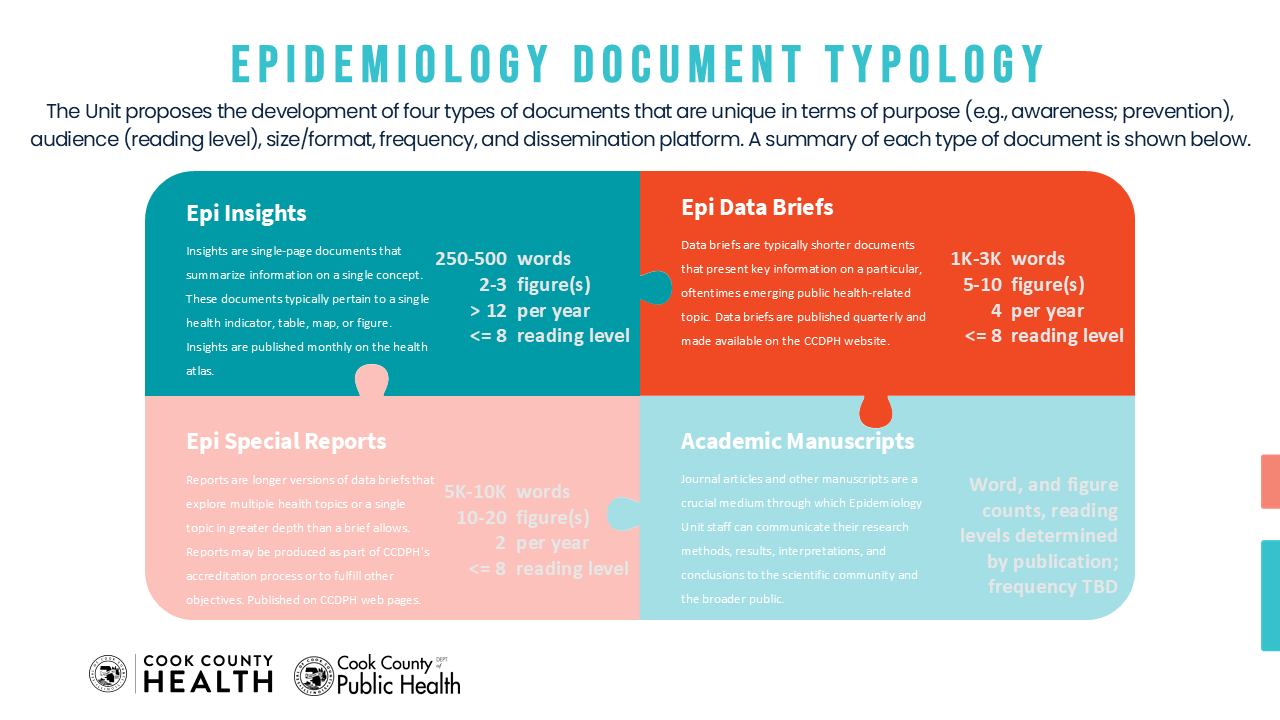 EPIDEMIOLOGY DOCUMENT TYPOLOGY
The Unit proposes the development of four types of documents that are unique in terms of purpose (e.g., awareness; prevention),
audience (reading level), size/format, frequency, and dissemination platform. A summary of each type of document is shown below.
Epi Insights
Insights are single-page documents that
summarize information on a single concept.
These documents typically pertain to a single
health indicator, table, map, or figure.
Insights are published monthly on the health
atlas.
250-500 words
2-3 figure(s)
> 12 per year
<= 8 reading level
Epi Data Briefs
Data briefs are typically shorter documents
that present key information on a particular,
oftentimes emerging public health-related
topic. Data briefs are published quarterly and
made available on the CCDPH website.
1K-3K words
5-10 figure(s)
4 per year
<= 8 reading level
Epi Special Reports
Reports are longer versions of data briefs that
explore multiple health topics or a single
topic in greater depth than a brief allows.
Reports may be produced as part of CCDPH's
accreditation process or to fulfill other
objectives. Published on CCDPH web pages.
5K-10K words
10-20 figure(s)
2 per year
<= 8 reading level
Academic Manuscripts
Journal articles and other manuscripts are a
crucial medium through which Epidemiology
Unit staff can communicate their research
methods, results, interpretations, and
conclusions to the scientific community and
the broader public.
Word, and figure
counts, reading
levels determined
by publication;
frequency TBD
COOK COUNTY
HEALTH
Cook County DEPT of
Public Health